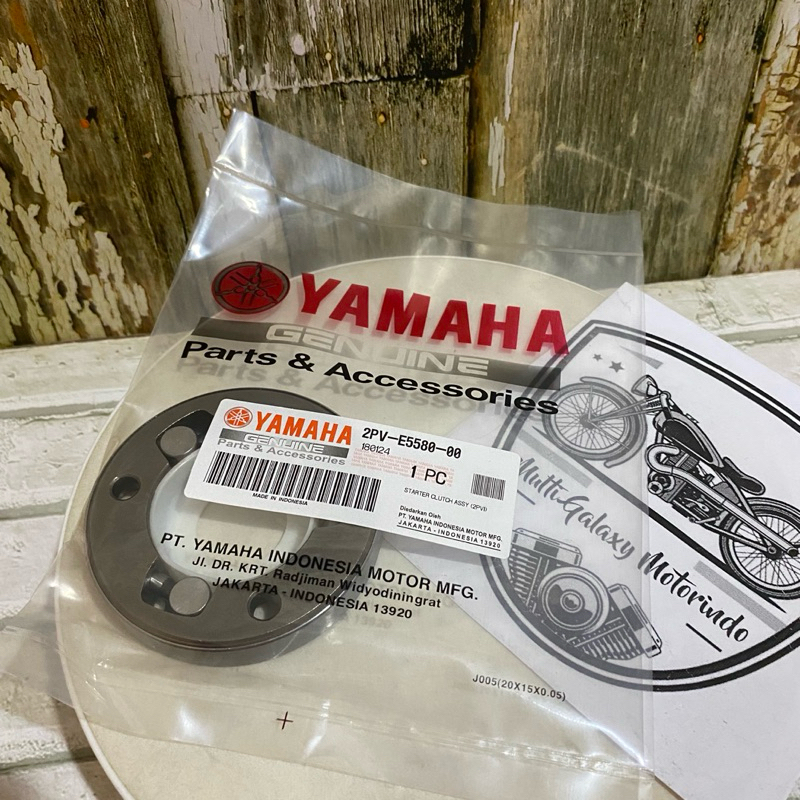 YAMAHA
GENUINE
Parts & Accessories
YAMAHA
GENUINE
Parts & Accessories
2PV-E5580-00
180124
1 PC
STARTER CLUTCH ASSY (2PV1)
MADE IN INDONESIA
Diedarkan Oleh
PT. YAMAHA INDONESIA MOTOR MFG.
JAKARTA - INDONESIA 13920
PT. YAMAHA INDONESIA MOTOR MFG.
Jl. DR. KRT. Radjiman Widyodiningrat
JAKARTA - INDONESIA 13920
J005(20X15X0.05)
Multi Galaxy Motorindo